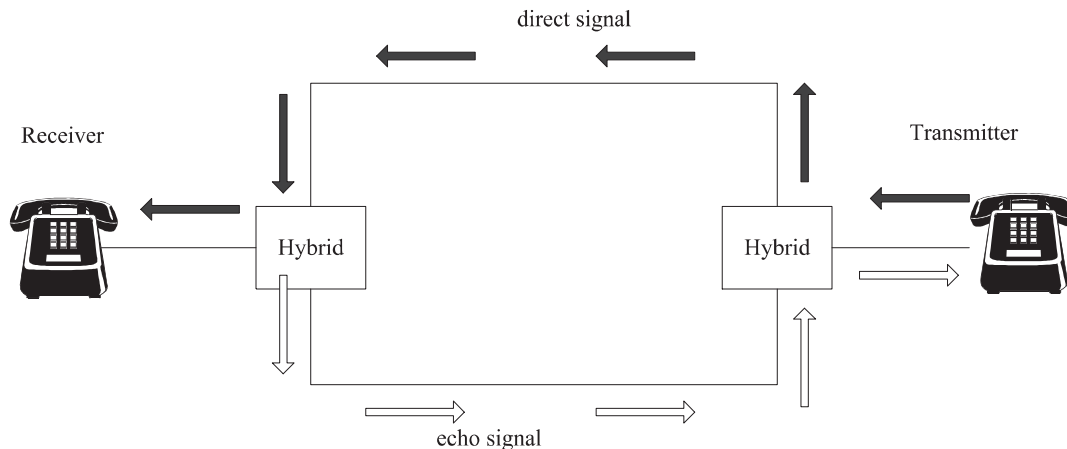 direct signal
Receiver
Transmitter
Hybrid
Hybrid
echo signal